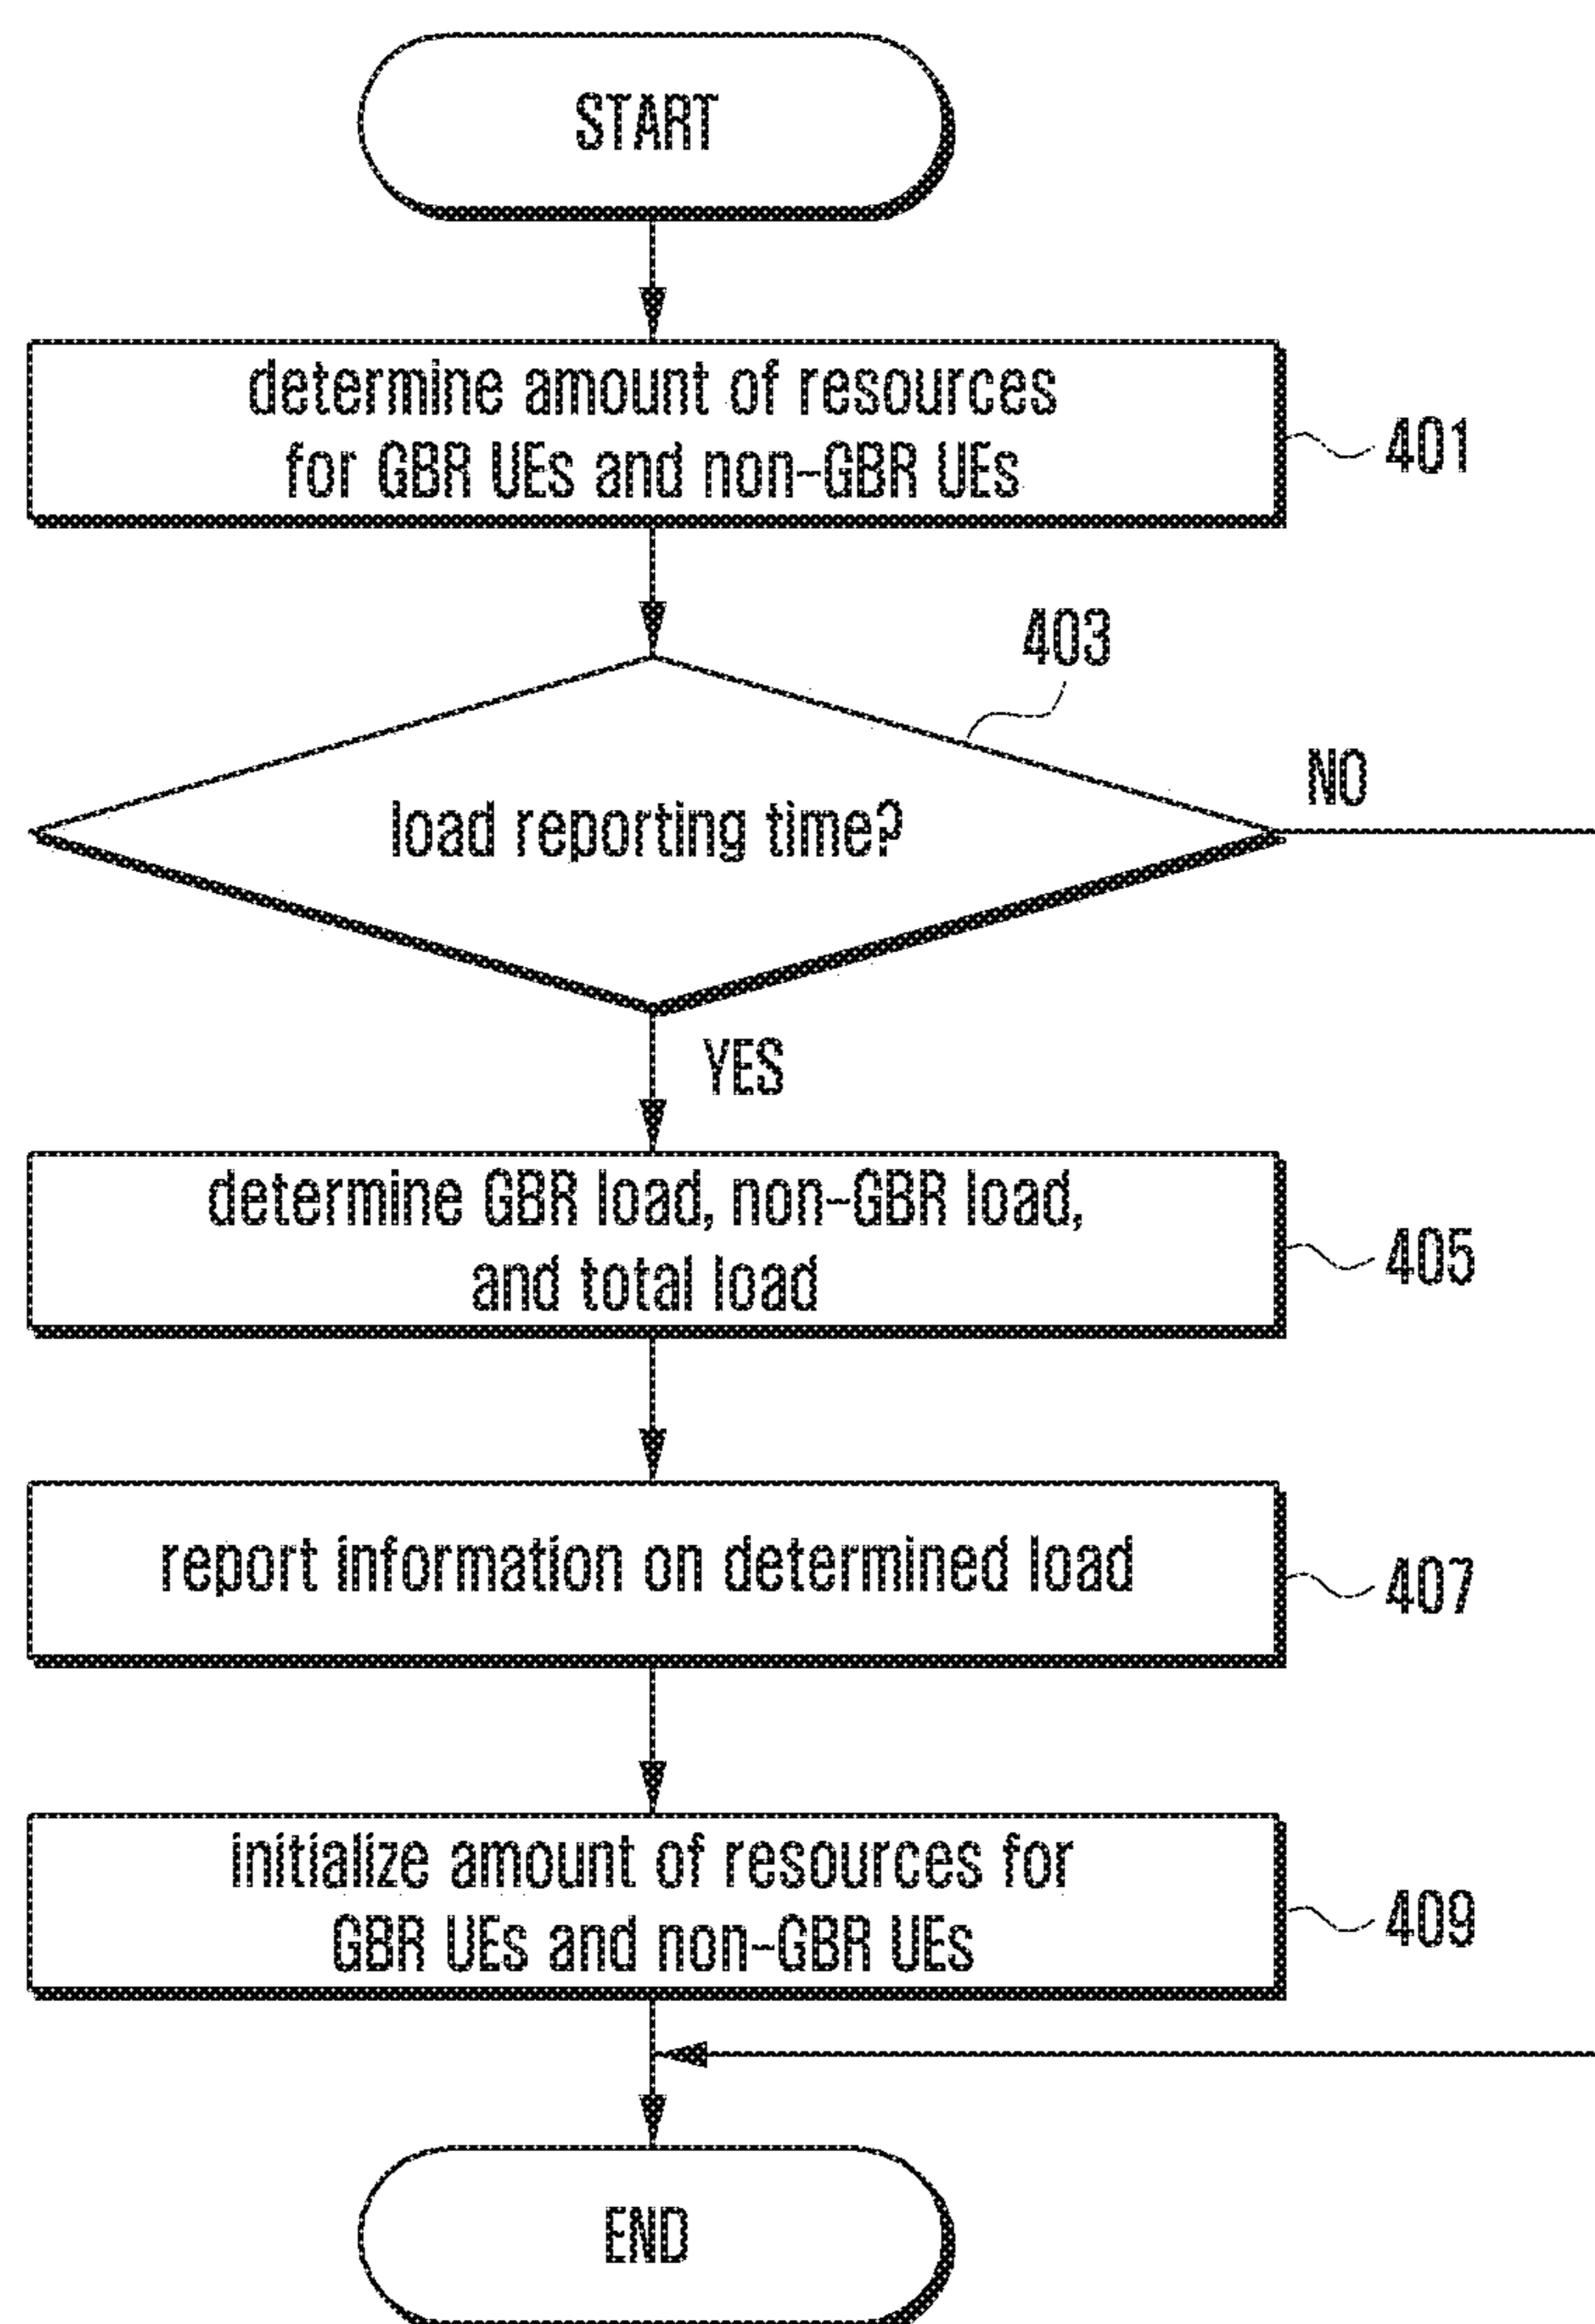 START
determine amount of resources
for GBR UEs and non-GBR UEs
401
403
load reporting time?
NO
YES
determine GBR load, non-GBR load,
and total load
405
report information on determined load
407
initialize amount of resources for
GBR UEs and non-GBR UEs
409
END